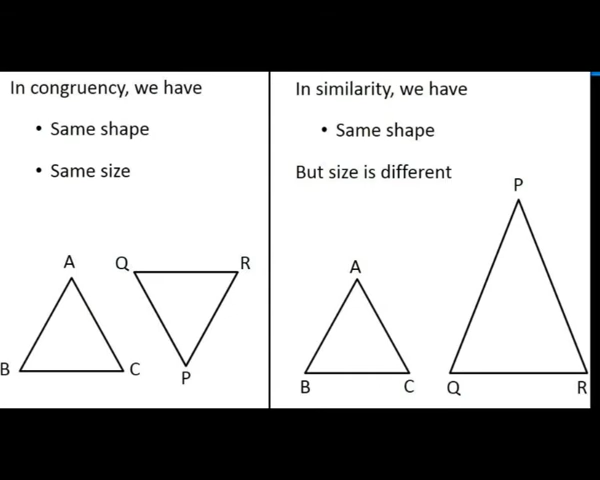 In congruency, we have
• Same shape
• Same size
A
Q
R
B
C
P
In similarity, we have
• Same shape
But size is different
P
A
B
C
Q
R